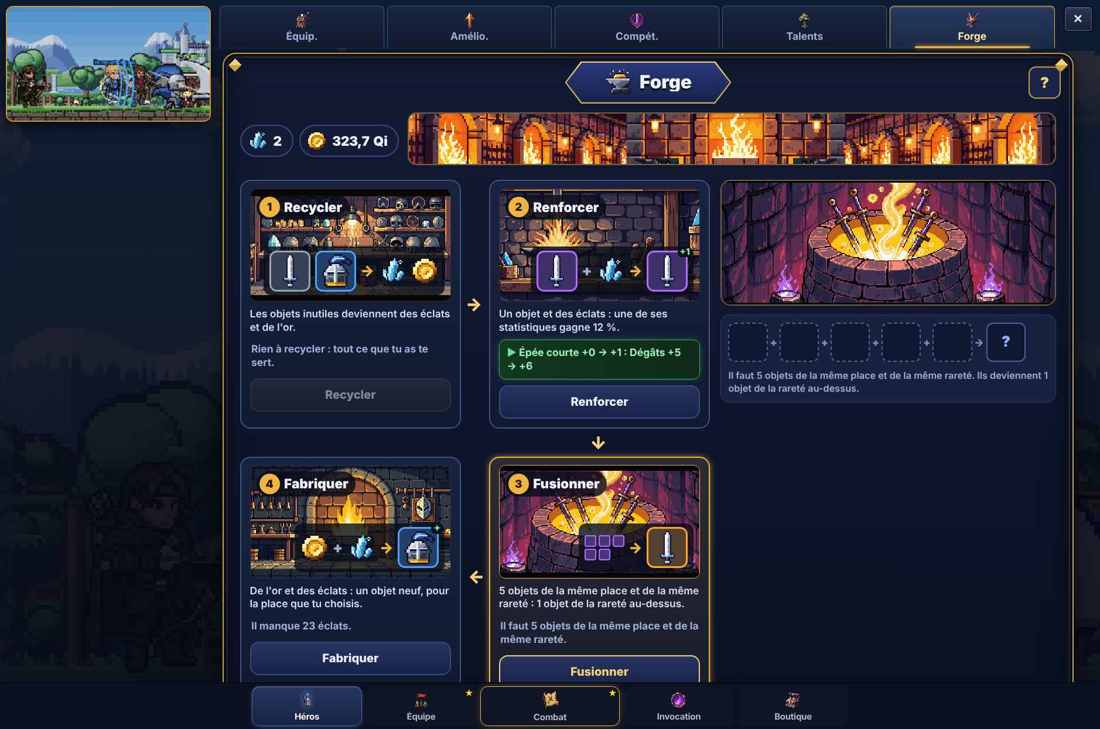 Équip.
Amélio.
Compét.
Talents
Forge
×
Forge
?
2
323,7 Qi
1 Recycler
Les objets inutiles deviennent des éclats
et de l'or.
Rien à recycler : tout ce que tu as te
sert.
Recycler
2 Renforcer
+
+1
Un objet et des éclats : une de ses
statistiques gagne 12 %.
▶ Épée courte +0 → +1 : Dégâts +5
→ +6
Renforcer
+ + + + → ?
Il faut 5 objets de la même place et de la même rareté. Ils deviennent 1
objet de la rareté au-dessus.
4 Fabriquer
+
De l'or et des éclats : un objet neuf, pour
la place que tu choisis.
Il manque 23 éclats.
Fabriquer
3 Fusionner
5 objets de la même place et de la même
rareté : 1 objet de la rareté au-dessus.
Il faut 5 objets de la même place et de la
même rareté.
Fusionner
Héros
Équipe
Combat
Invocation
Boutique